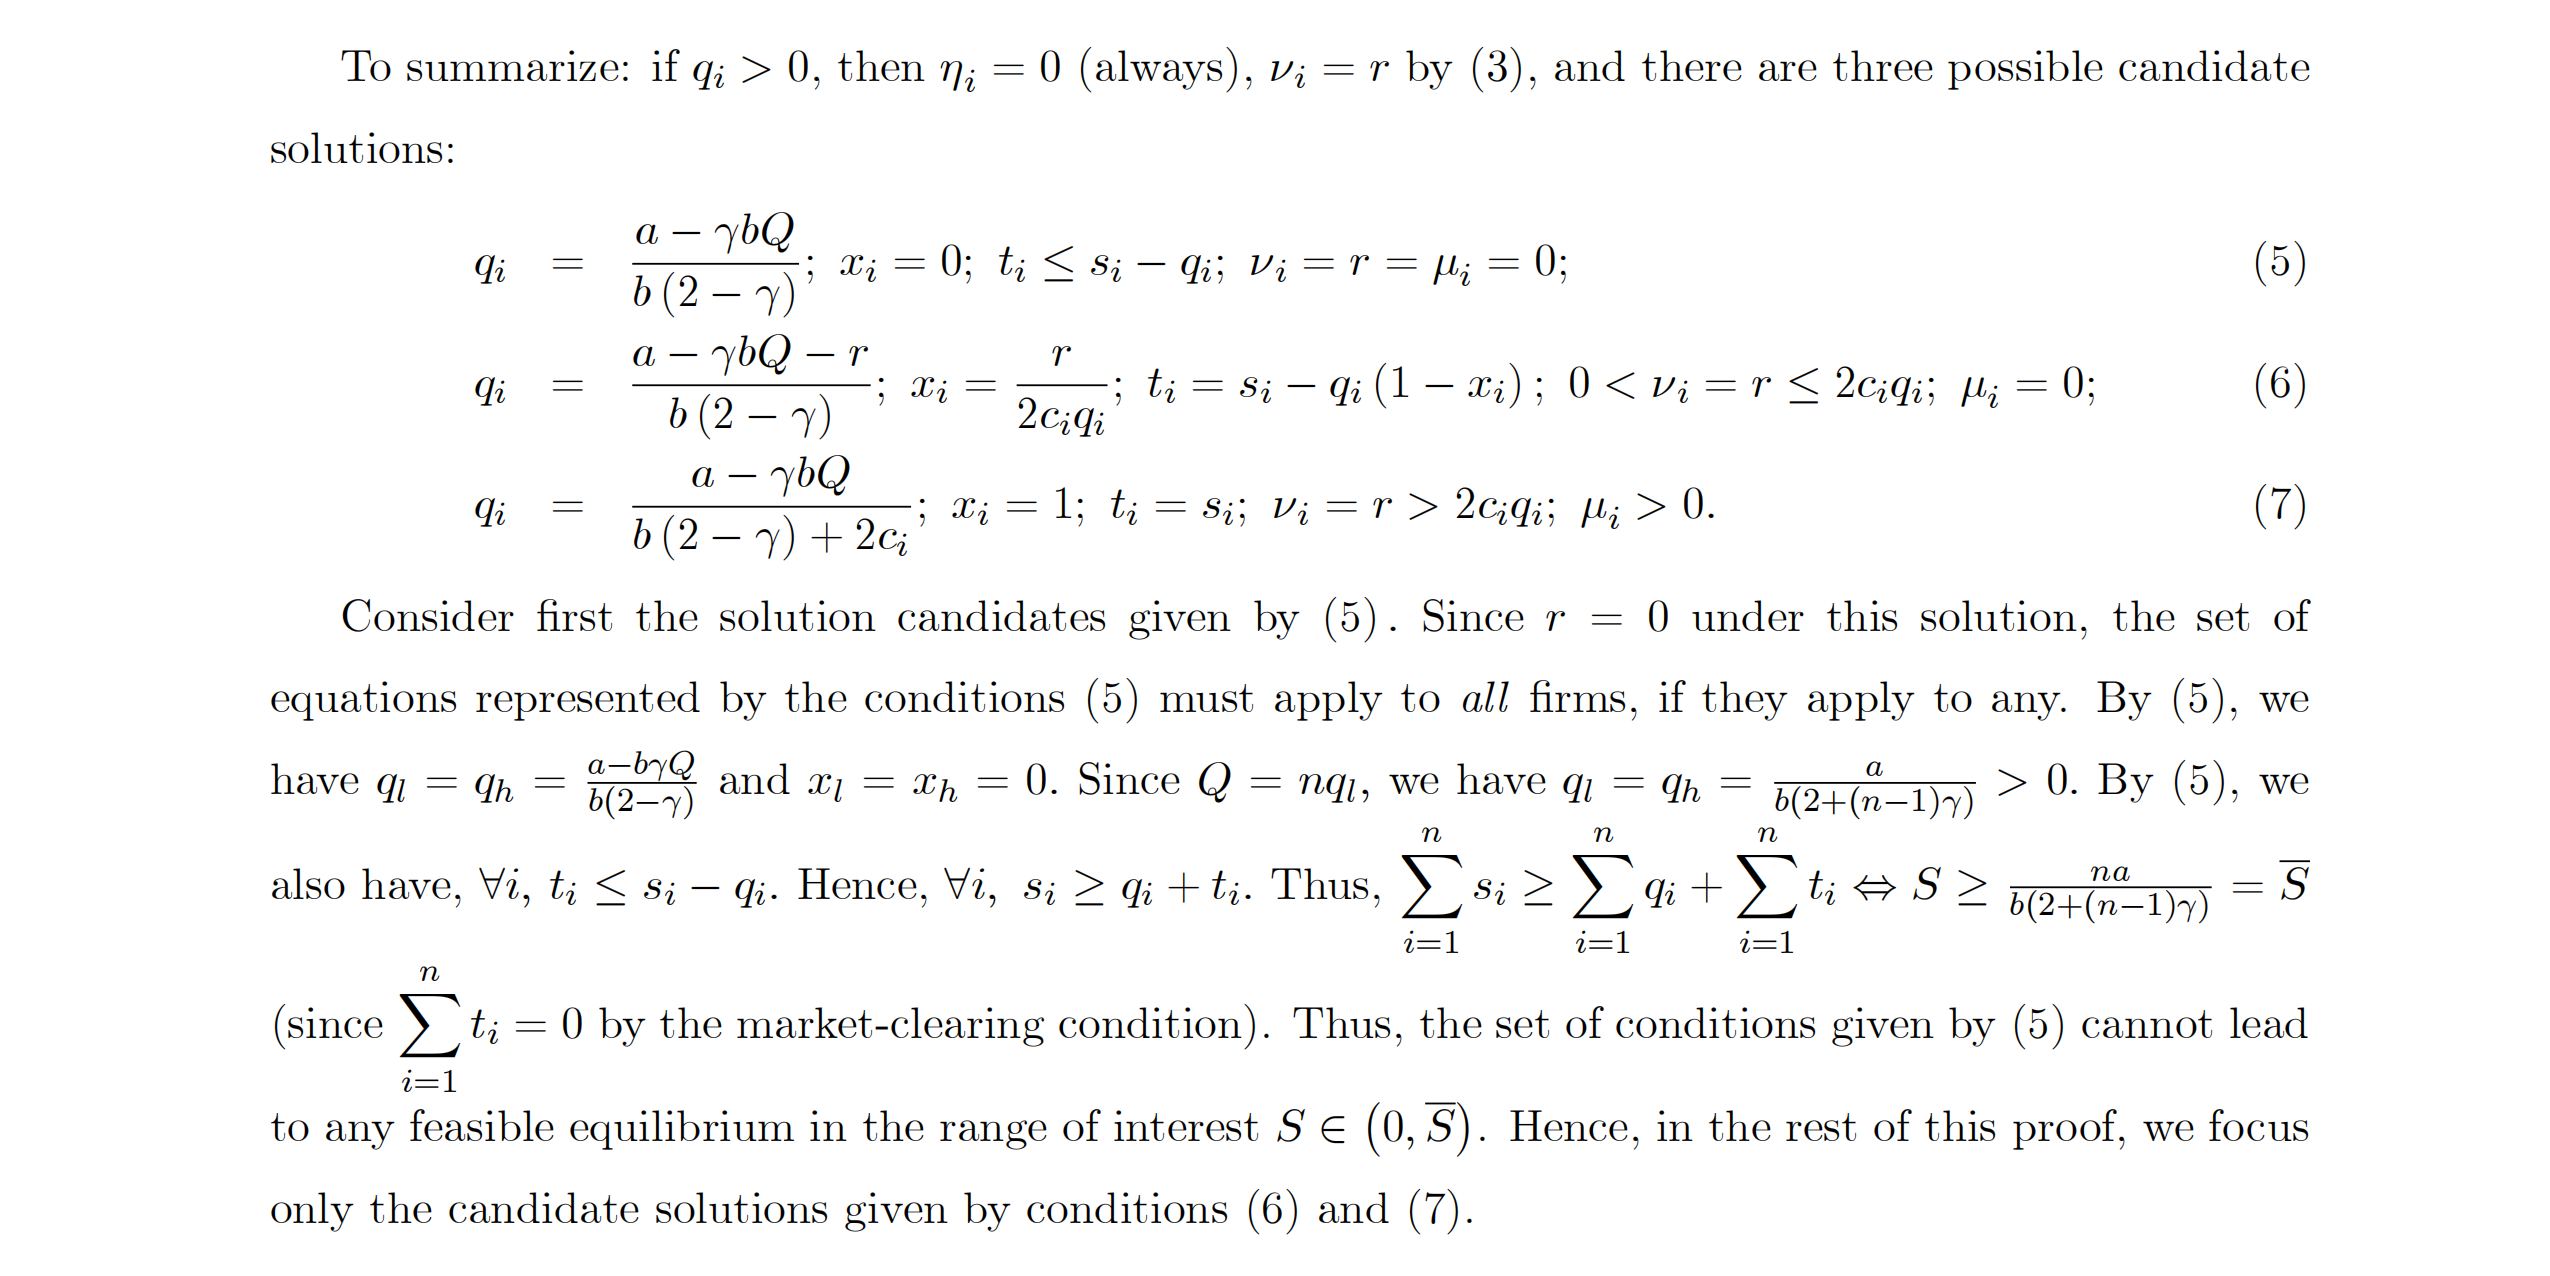 To summarize: if $q_i > 0$, then $\eta_i = 0$ (always), $\nu_i = r$ by (3), and there are three possible candidate
solutions:
$q_i = \frac{a - \gamma bQ}{b(2 - \gamma)}; \; x_i = 0; \; t_i \leq s_i - q_i; \; \nu_i = r = \mu_i = 0;$ (5)
$q_i = \frac{a - \gamma bQ - r}{b(2 - \gamma)}; \; x_i = \frac{r}{2c_i q_i}; \; t_i = s_i - q_i(1 - x_i); \; 0 < \nu_i = r \leq 2c_i q_i; \; \mu_i = 0;$ (6)
$q_i = \frac{a - \gamma bQ}{b(2 - \gamma) + 2c_i}; \; x_i = 1; \; t_i = s_i; \; \nu_i = r > 2c_i q_i; \; \mu_i > 0.$ (7)
Consider first the solution candidates given by (5). Since $r = 0$ under this solution, the set of
equations represented by the conditions (5) must apply to all firms, if they apply to any. By (5), we
have $q_l = q_h = \frac{a - b\gamma Q}{b(2 - \gamma)}$ and $x_l = x_h = 0$. Since $Q = nq_l$, we have $q_l = q_h = \frac{a}{b(2 + (n-1)\gamma)} > 0$. By (5), we
also have, $\forall i$, $t_i \leq s_i - q_i$. Hence, $\forall i$, $s_i \geq q_i + t_i$. Thus, $\sum_{i=1}^{n} s_i \geq \sum_{i=1}^{n} q_i + \sum_{i=1}^{n} t_i \Leftrightarrow S \geq \frac{na}{b(2 + (n-1)\gamma)} = \overline{S}$
(since $\sum_{i=1}^{n} t_i = 0$ by the market-clearing condition). Thus, the set of conditions given by (5) cannot lead
to any feasible equilibrium in the range of interest $S \in (0, \overline{S})$. Hence, in the rest of this proof, we focus
only the candidate solutions given by conditions (6) and (7).